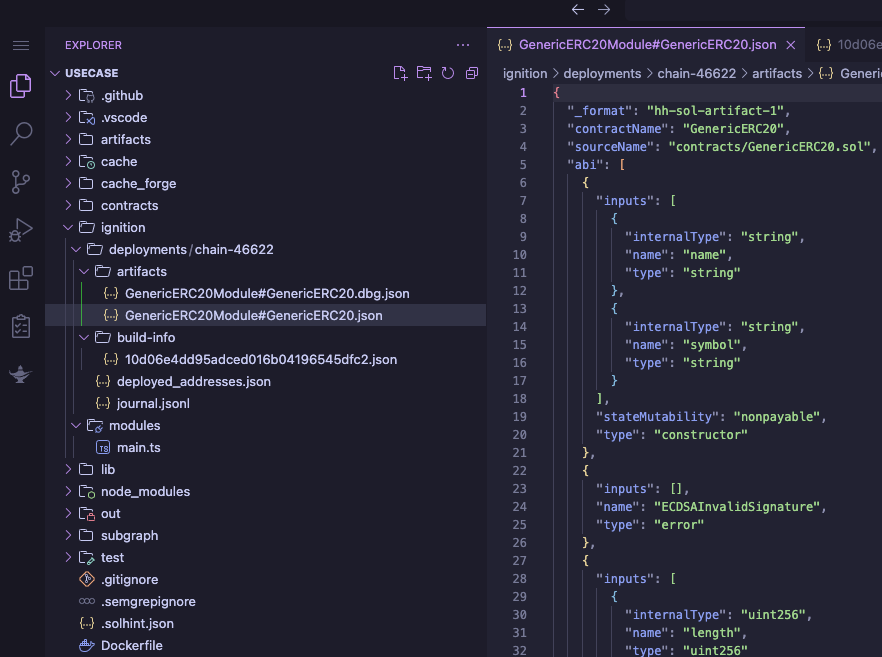 EXPLORER
USECASE
.github
.vscode
artifacts
cache
cache_forge
contracts
ignition
deployments/chain-46622
artifacts
{..} GenericERC20Module#GenericERC20.dbg.json
{..} GenericERC20Module#GenericERC20.json
build-info
{..} 10d06e4dd95adced016b04196545dfc2.json
{..} deployed_addresses.json
{..} journal.jsonl
modules
TS main.ts
lib
node_modules
out
subgraph
test
.gitignore
.semgrepignore
{..} .solhint.json
Dockerfile
{..} GenericERC20Module#GenericERC20.json
{..} 10d06e
ignition > deployments > chain-46622 > artifacts > {..} Generi
1 {
2 "_format": "hh-sol-artifact-1",
3 "contractName": "GenericERC20",
4 "sourceName": "contracts/GenericERC20.sol",
5 "abi": [
6 {
7 "inputs": [
8 {
9 "internalType": "string",
10 "name": "name",
11 "type": "string"
12 },
13 {
14 "internalType": "string",
15 "name": "symbol",
16 "type": "string"
17 }
18 ],
19 "stateMutability": "nonpayable",
20 "type": "constructor"
21 },
22 {
23 "inputs": [],
24 "name": "ECDSAInvalidSignature",
25 "type": "error"
26 },
27 {
28 "inputs": [
29 {
30 "internalType": "uint256",
31 "name": "length",
32 "type": "uint256"